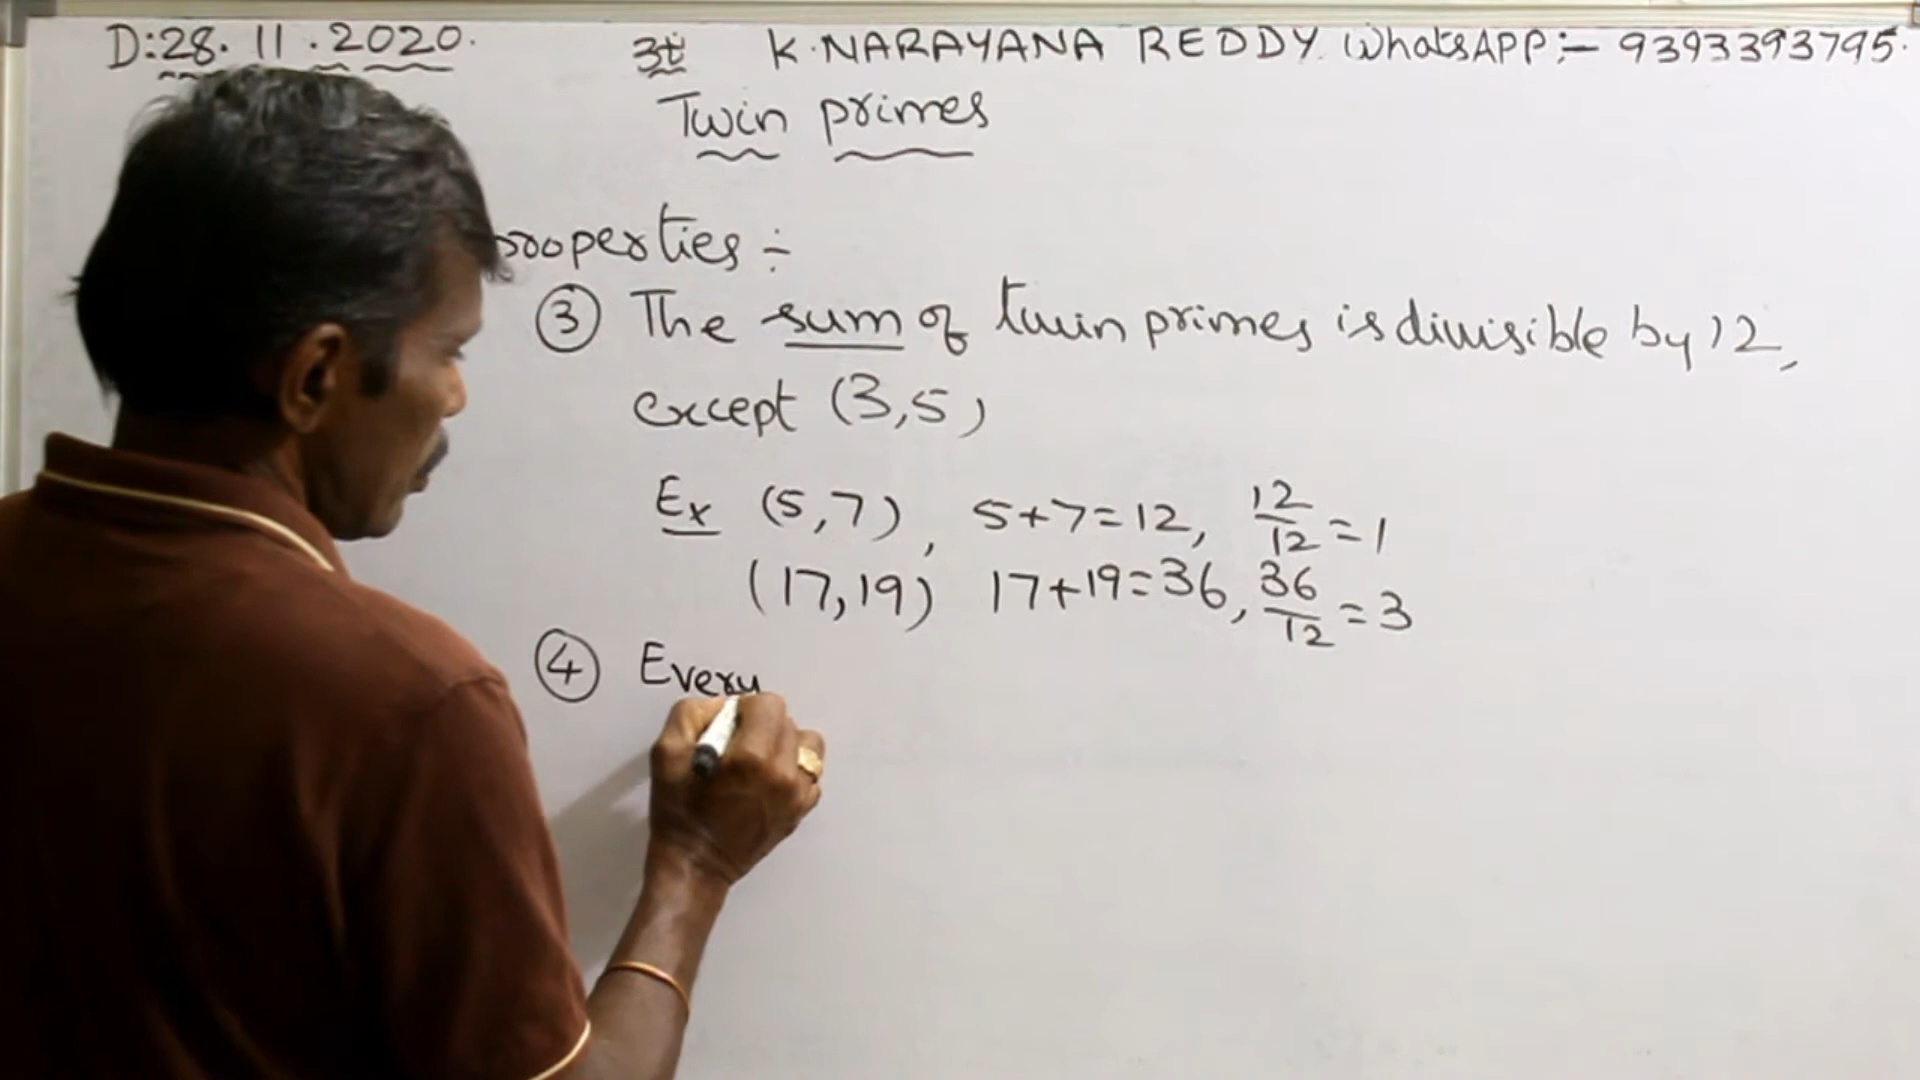 D:28.11.2020. 3t K.NARAYANA REDDY. WhatsAPP:- 9393393795.
Twin primes
properties:-
③ The sum of twin primes is divisible by 12,
except (3,5)
Ex (5,7), 5+7=12, 12/12=1
(17,19) 17+19=36, 36/12=3
④ Every